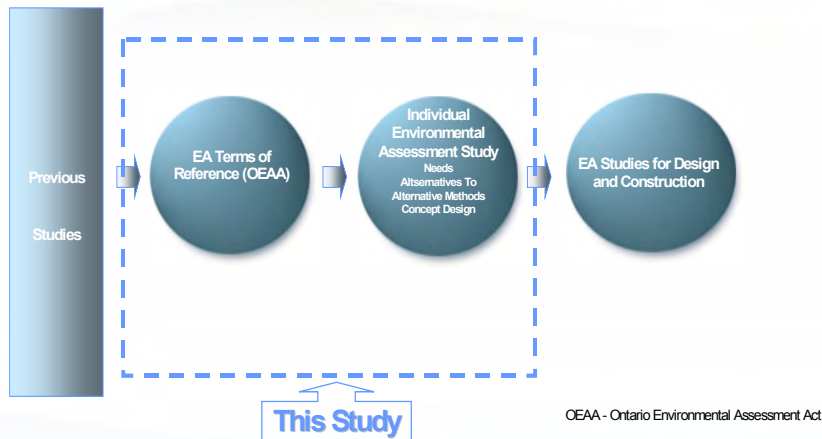 Previous
Studies
EA Terms of
Reference (OEAA)
Individual
Environmental
Assessment Study
Needs
Altsernatives To
Alternative Methods
Concept Design
EA Studies for Design
and Construction
This Study
OEAA - Ontario Environmental Assessment Act